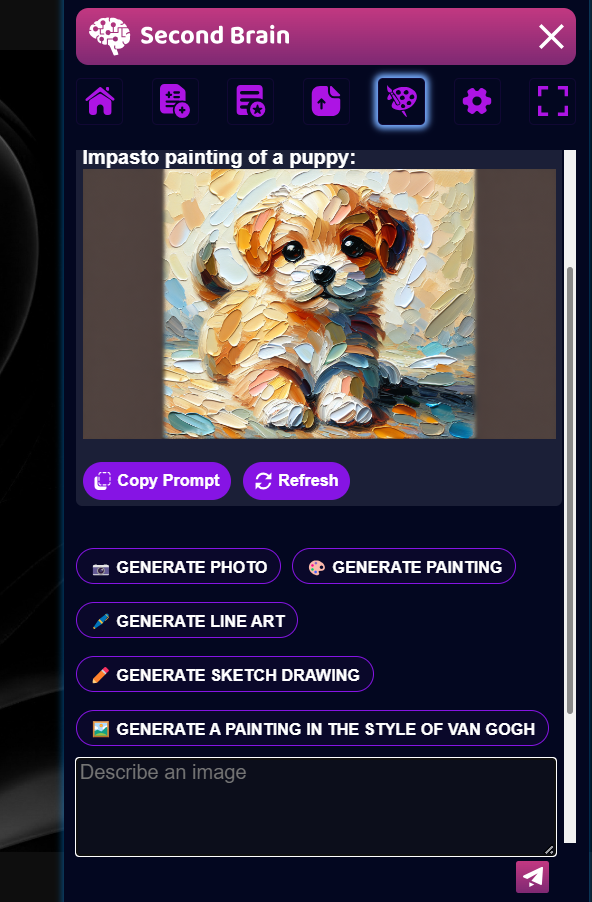 Second Brain
Impasto painting of a puppy:
Copy Prompt
Refresh
GENERATE PHOTO
GENERATE PAINTING
GENERATE LINE ART
GENERATE SKETCH DRAWING
GENERATE A PAINTING IN THE STYLE OF VAN GOGH
Describe an image